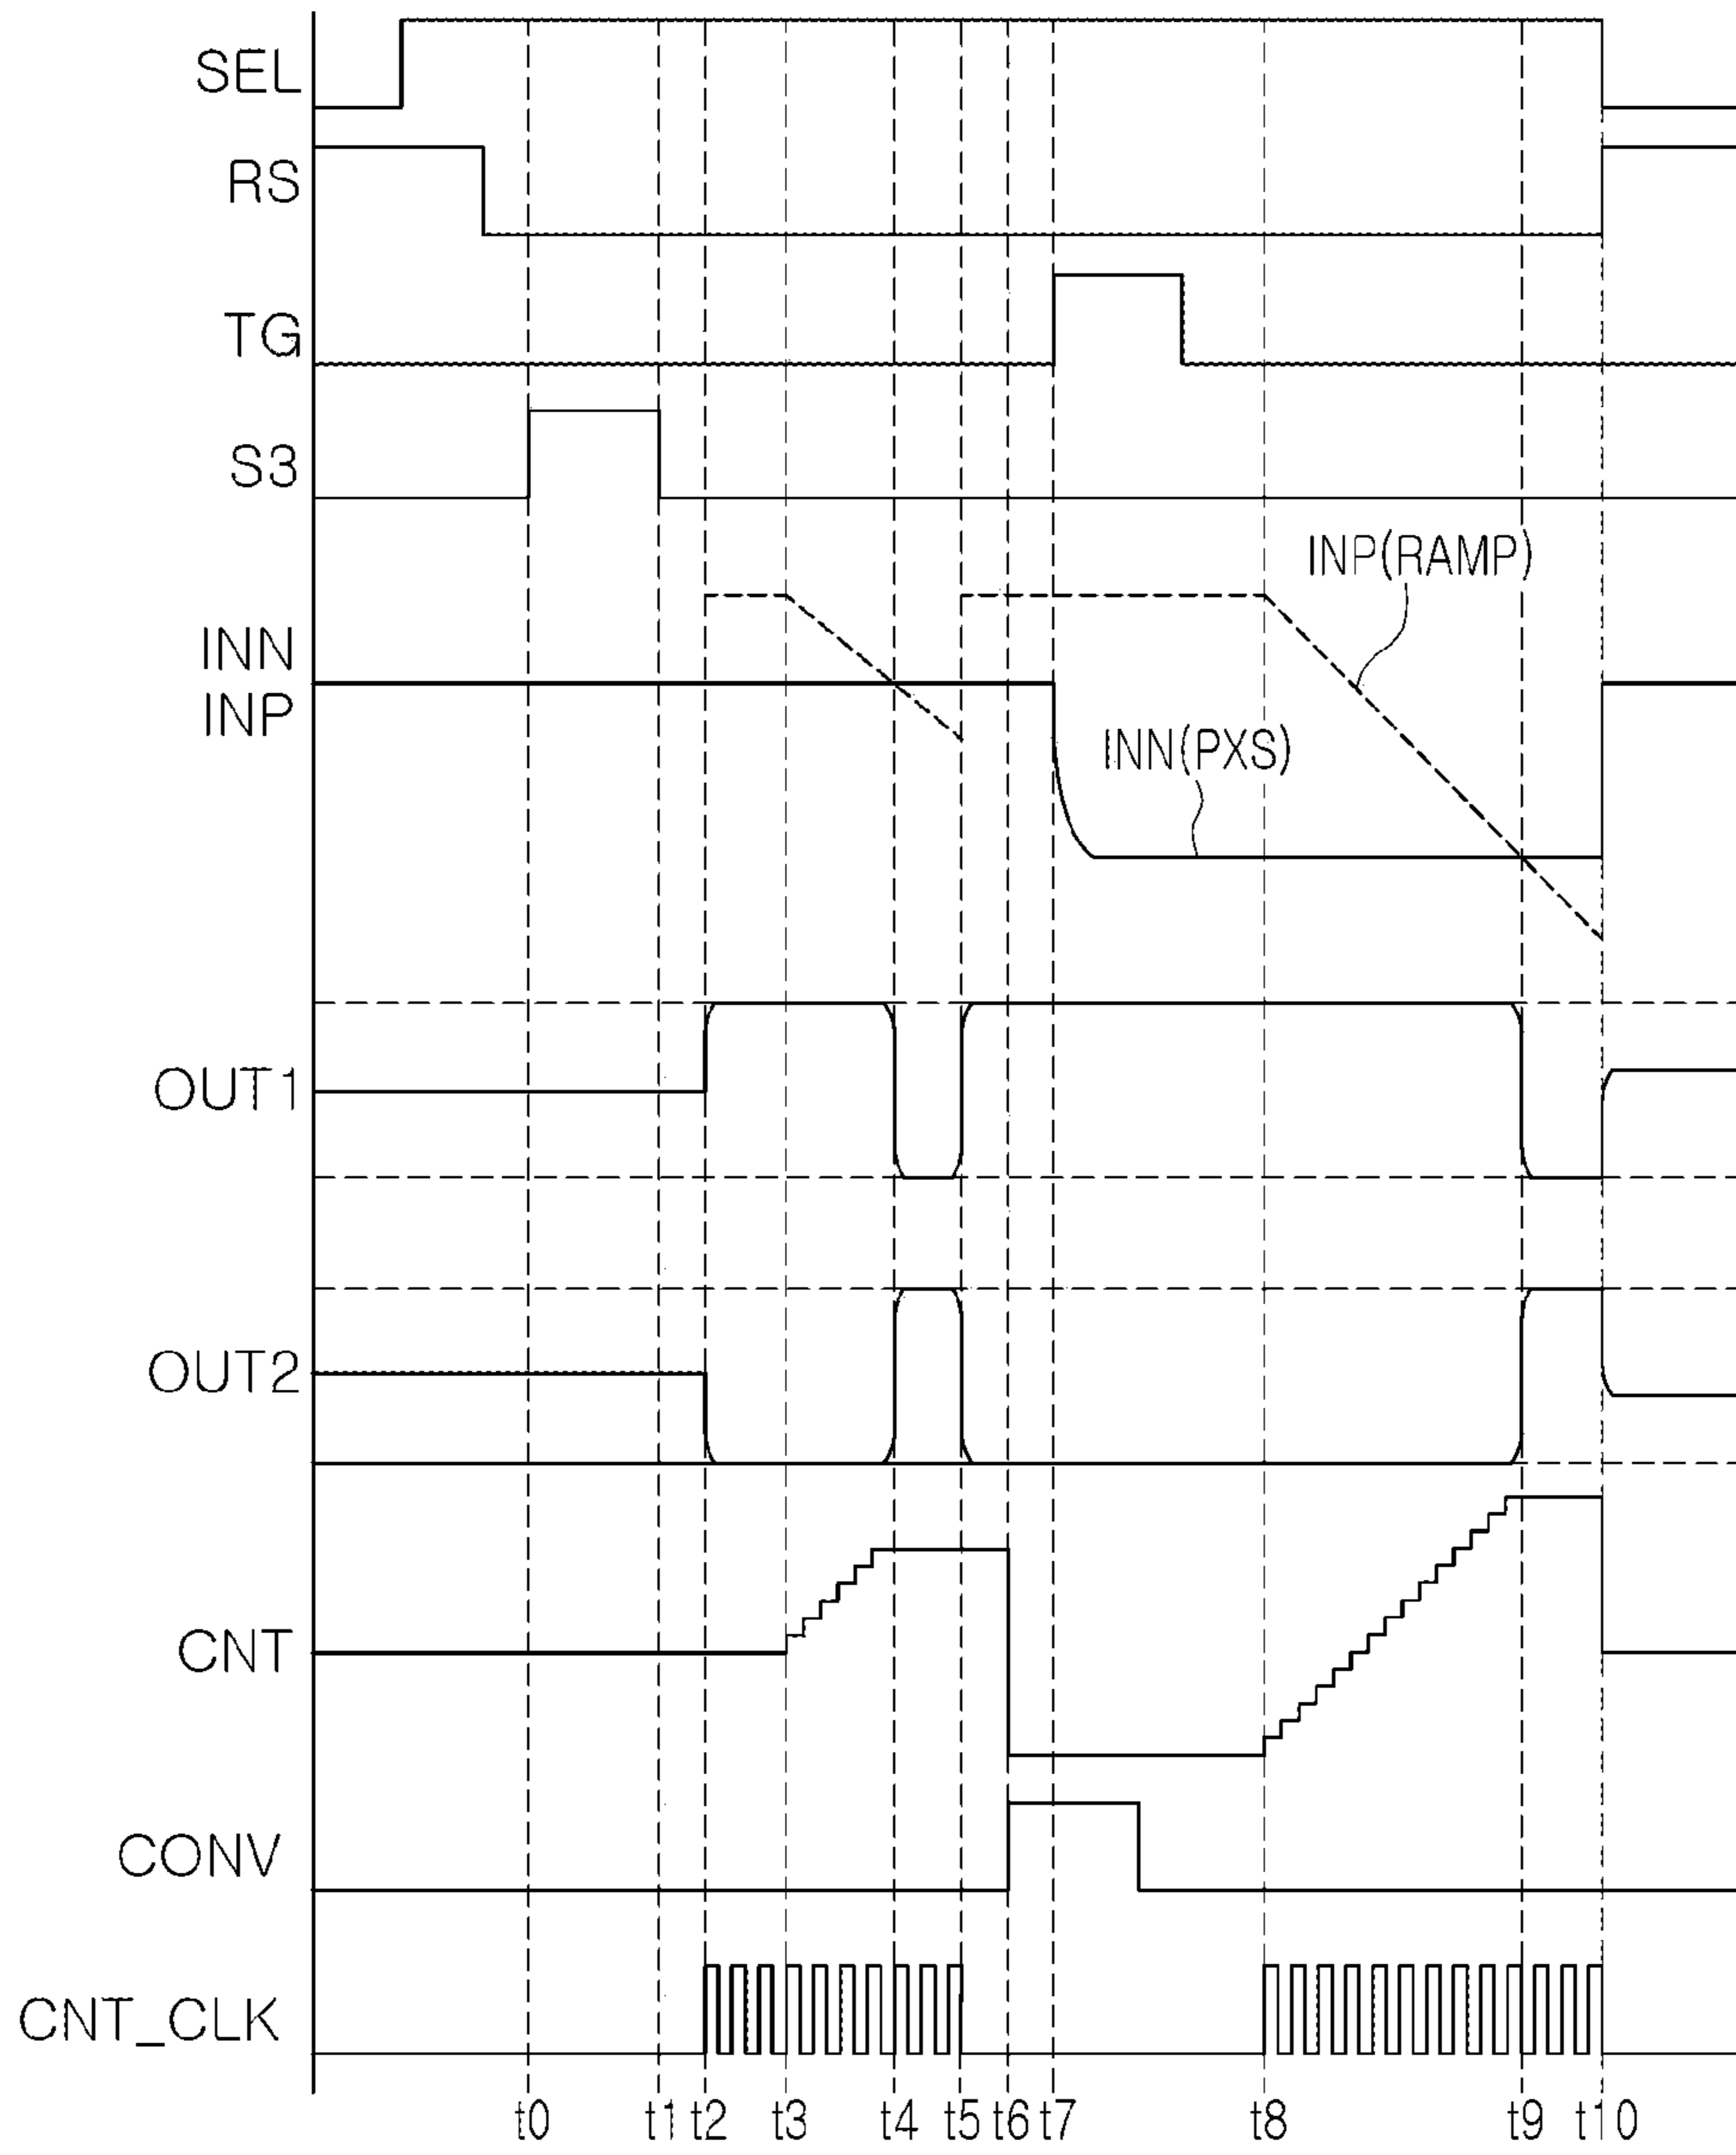 SEL
RS
TG
S3
INP(RAMP)
INN
INP
INN(PXS)
OUT1
OUT2
CNT
CONV
CNT_CLK
t0 t1 t2 t3 t4 t5 t6 t7 t8 t9 t10